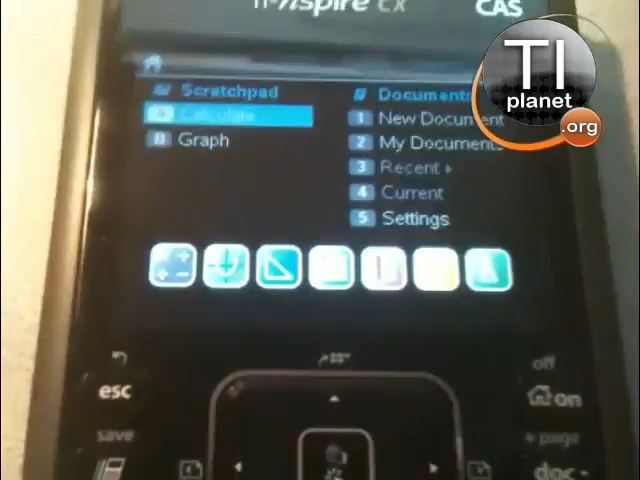 TI-nspire CX
CAS
TI
planet
.org
Scratchpad
Calculate
B Graph
Documents
1 New Document
2 My Documents
3 Recent ▸
4 Current
5 Settings
esc
off
on
save
page
doc